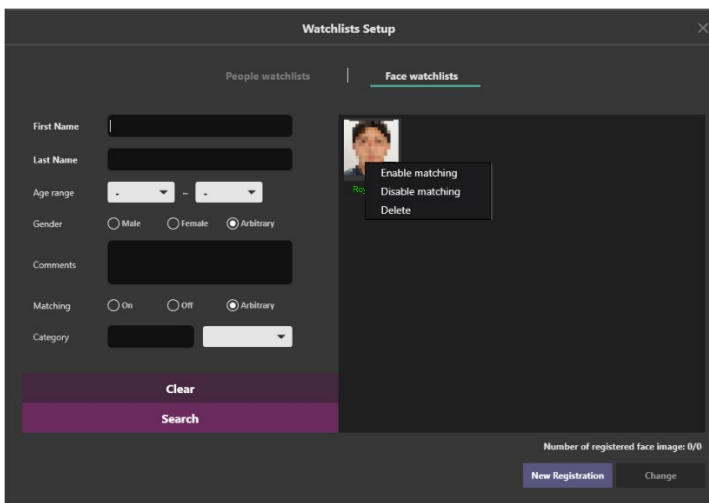 Watchlists Setup
People watchlists | Face watchlists
First Name
Last Name
Age range - ~ -
Gender Male Female Arbitrary
Comments
Matching On Off Arbitrary
Category
Clear
Search
Enable matching
Disable matching
Delete
Number of registered face image: 0/0
New Registration Change